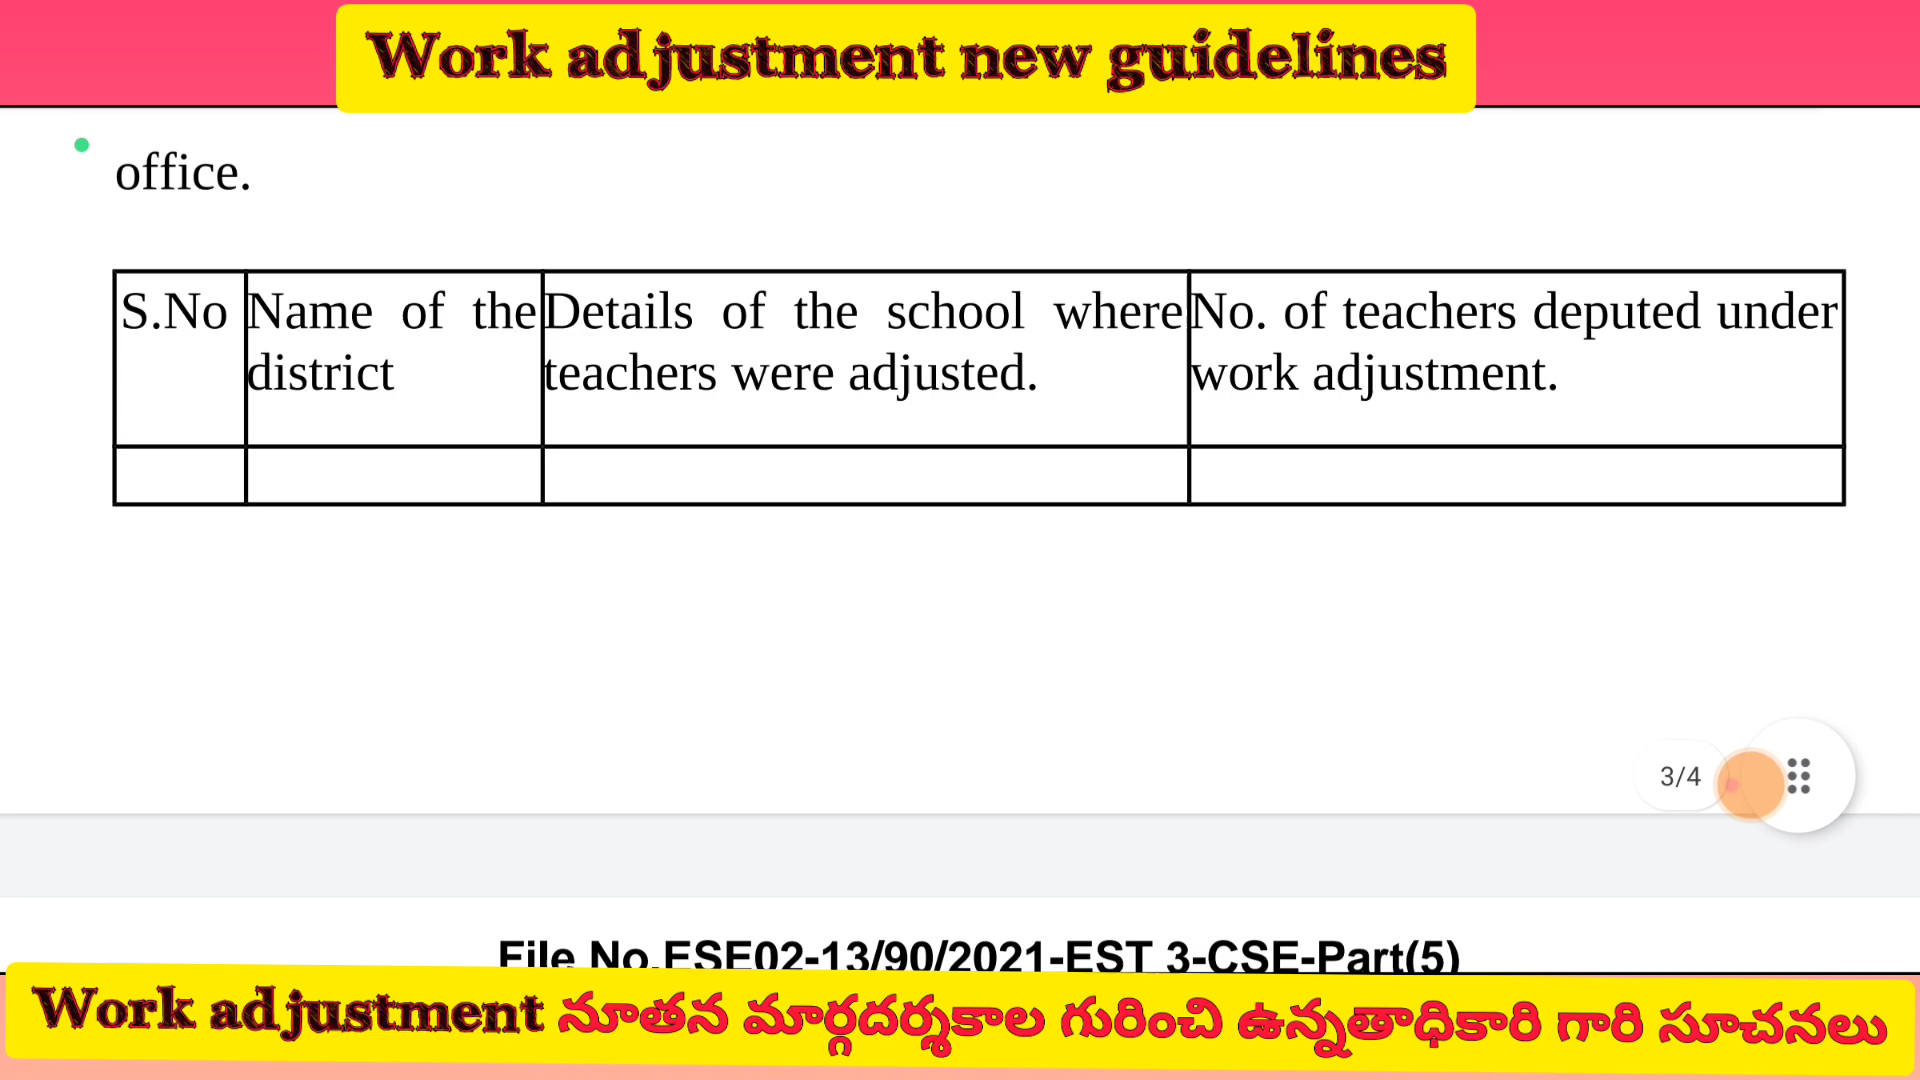 Work adjustment new guidelines
office.
S.No
Name of the
district
Details of the school where
teachers were adjusted.
No. of teachers deputed under
work adjustment.
3/4
File No.ESE02-13/90/2021-EST 3-CSE-Part(5)
Work adjustment నూతన మార్గదర్శకాల గురించి ఉన్నతాధికారి గారి సూచనలు